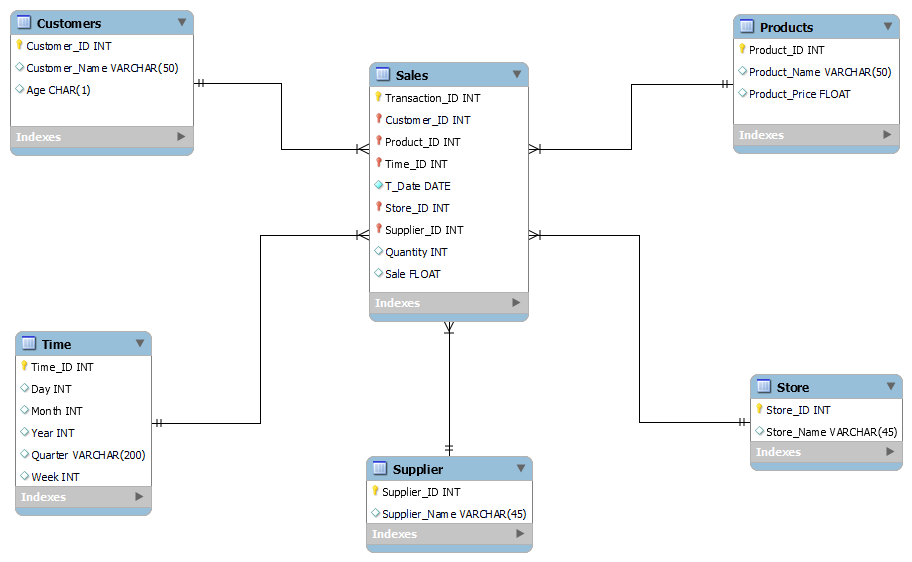 Customers
Customer_ID INT
Customer_Name VARCHAR(50)
Age CHAR(1)
Indexes
Sales
Transaction_ID INT
Customer_ID INT
Product_ID INT
Time_ID INT
T_Date DATE
Store_ID INT
Supplier_ID INT
Quantity INT
Sale FLOAT
Indexes
Products
Product_ID INT
Product_Name VARCHAR(50)
Product_Price FLOAT
Indexes
Time
Time_ID INT
Day INT
Month INT
Year INT
Quarter VARCHAR(200)
Week INT
Indexes
Supplier
Supplier_ID INT
Supplier_Name VARCHAR(45)
Indexes
Store
Store_ID INT
Store_Name VARCHAR(45)
Indexes